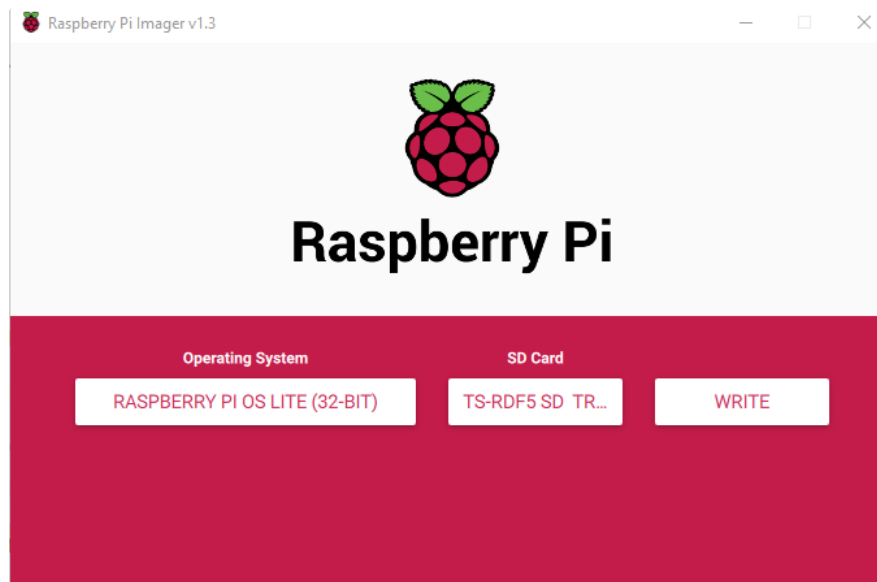 Raspberry Pi Imager v1.3
Raspberry Pi
Operating System
SD Card
RASPBERRY PI OS LITE (32-BIT)
TS-RDF5 SD  TR...
WRITE